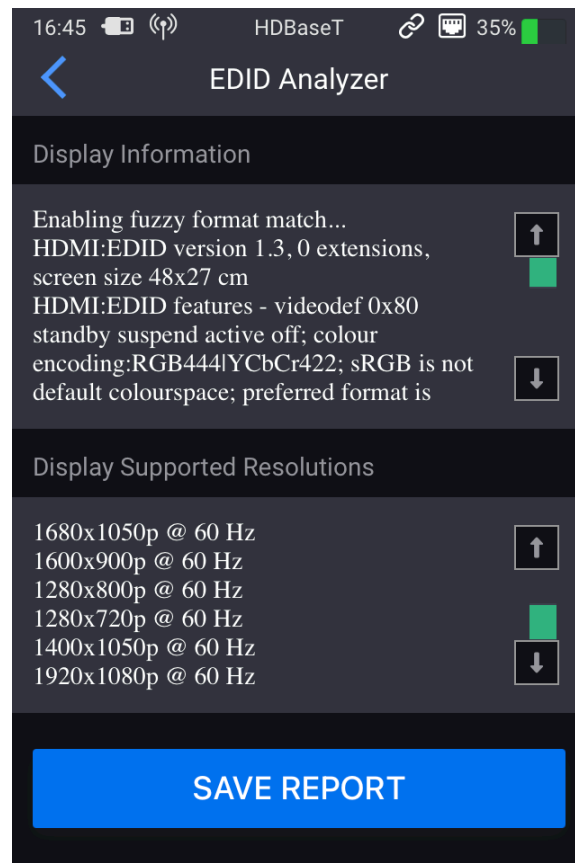 16:45 HDBaseT 35%
EDID Analyzer
Display Information
Enabling fuzzy format match...
HDMI:EDID version 1.3, 0 extensions,
screen size 48x27 cm
HDMI:EDID features - videodef 0x80
standby suspend active off; colour
encoding:RGB444|YCbCr422; sRGB is not
default colourspace; preferred format is
Display Supported Resolutions
1680x1050p @ 60 Hz
1600x900p @ 60 Hz
1280x800p @ 60 Hz
1280x720p @ 60 Hz
1400x1050p @ 60 Hz
1920x1080p @ 60 Hz
SAVE REPORT